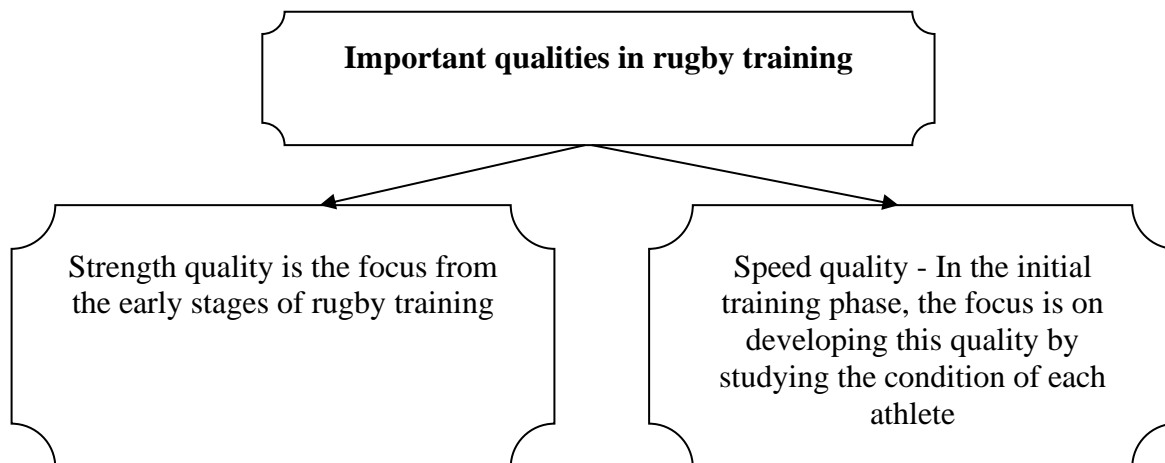 Important qualities in rugby training
Strength quality is the focus from
the early stages of rugby training
Speed quality - In the initial
training phase, the focus is on
developing this quality by
studying the condition of each
athlete